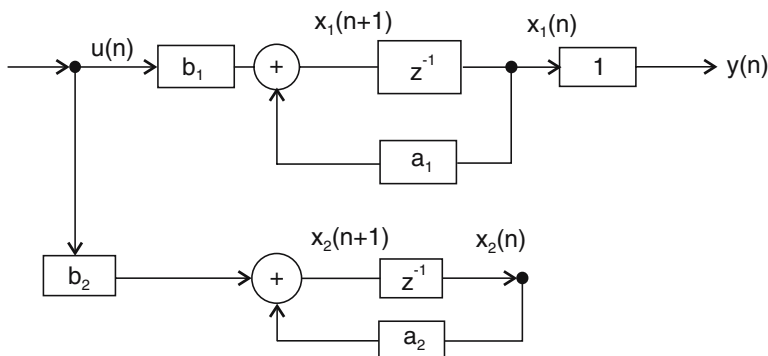 u(n) b₁ + x₁(n+1) z⁻¹ x₁(n) 1 y(n)
a₁
b₂ + x₂(n+1) z⁻¹ x₂(n)
a₂